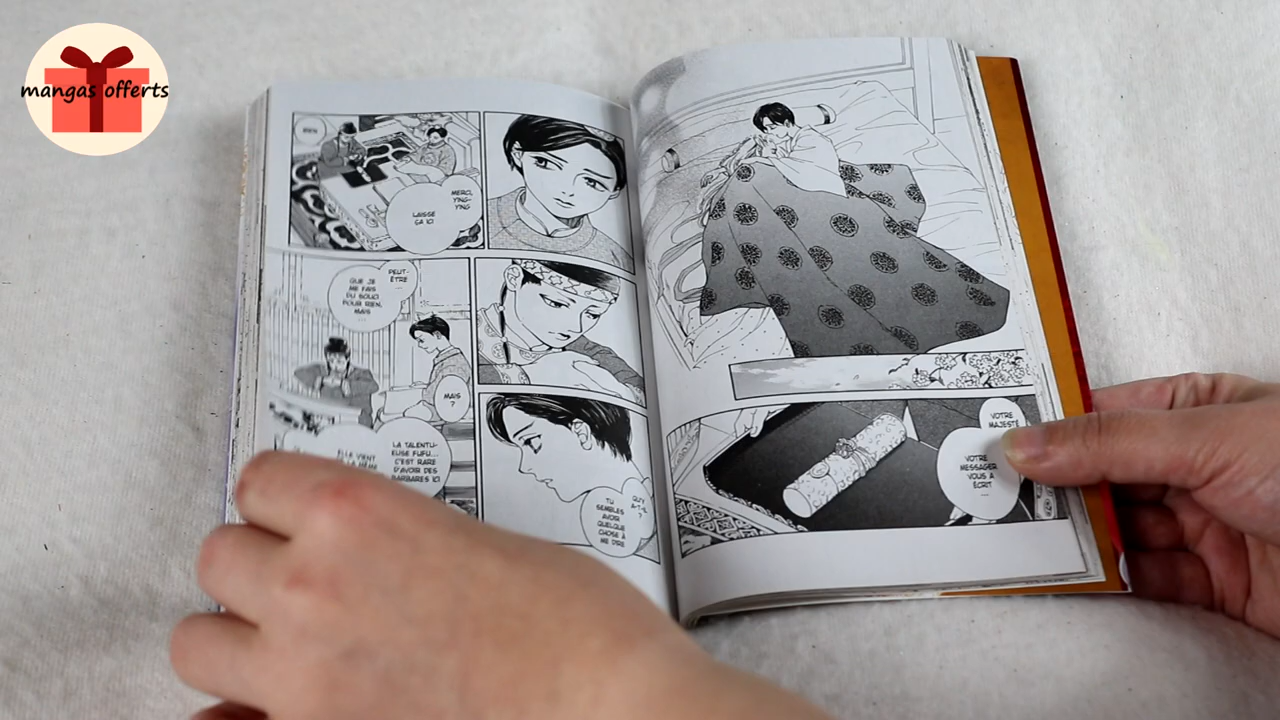 mangas offerts
RIEN
MERCI,
YING-
YING
LAISSE
ÇA ICI
PEUT-
ÊTRE
QUE JE
ME FAIS
DU SOUCI
POUR RIEN,
MAIS
...
MAIS
?
ELLE VIENT
LA TALENTU-
EUSE FUFU...
C'EST RARE
D'AVOIR DES
BARBARES ICI
QU'Y
A-T-IL
?
TU
SEMBLES
AVOIR
QUELQUE
CHOSE À
ME DIRE
VOTRE
MAJESTÉ
VOTRE
MESSAGER
VOUS A
ÉCRIT
...